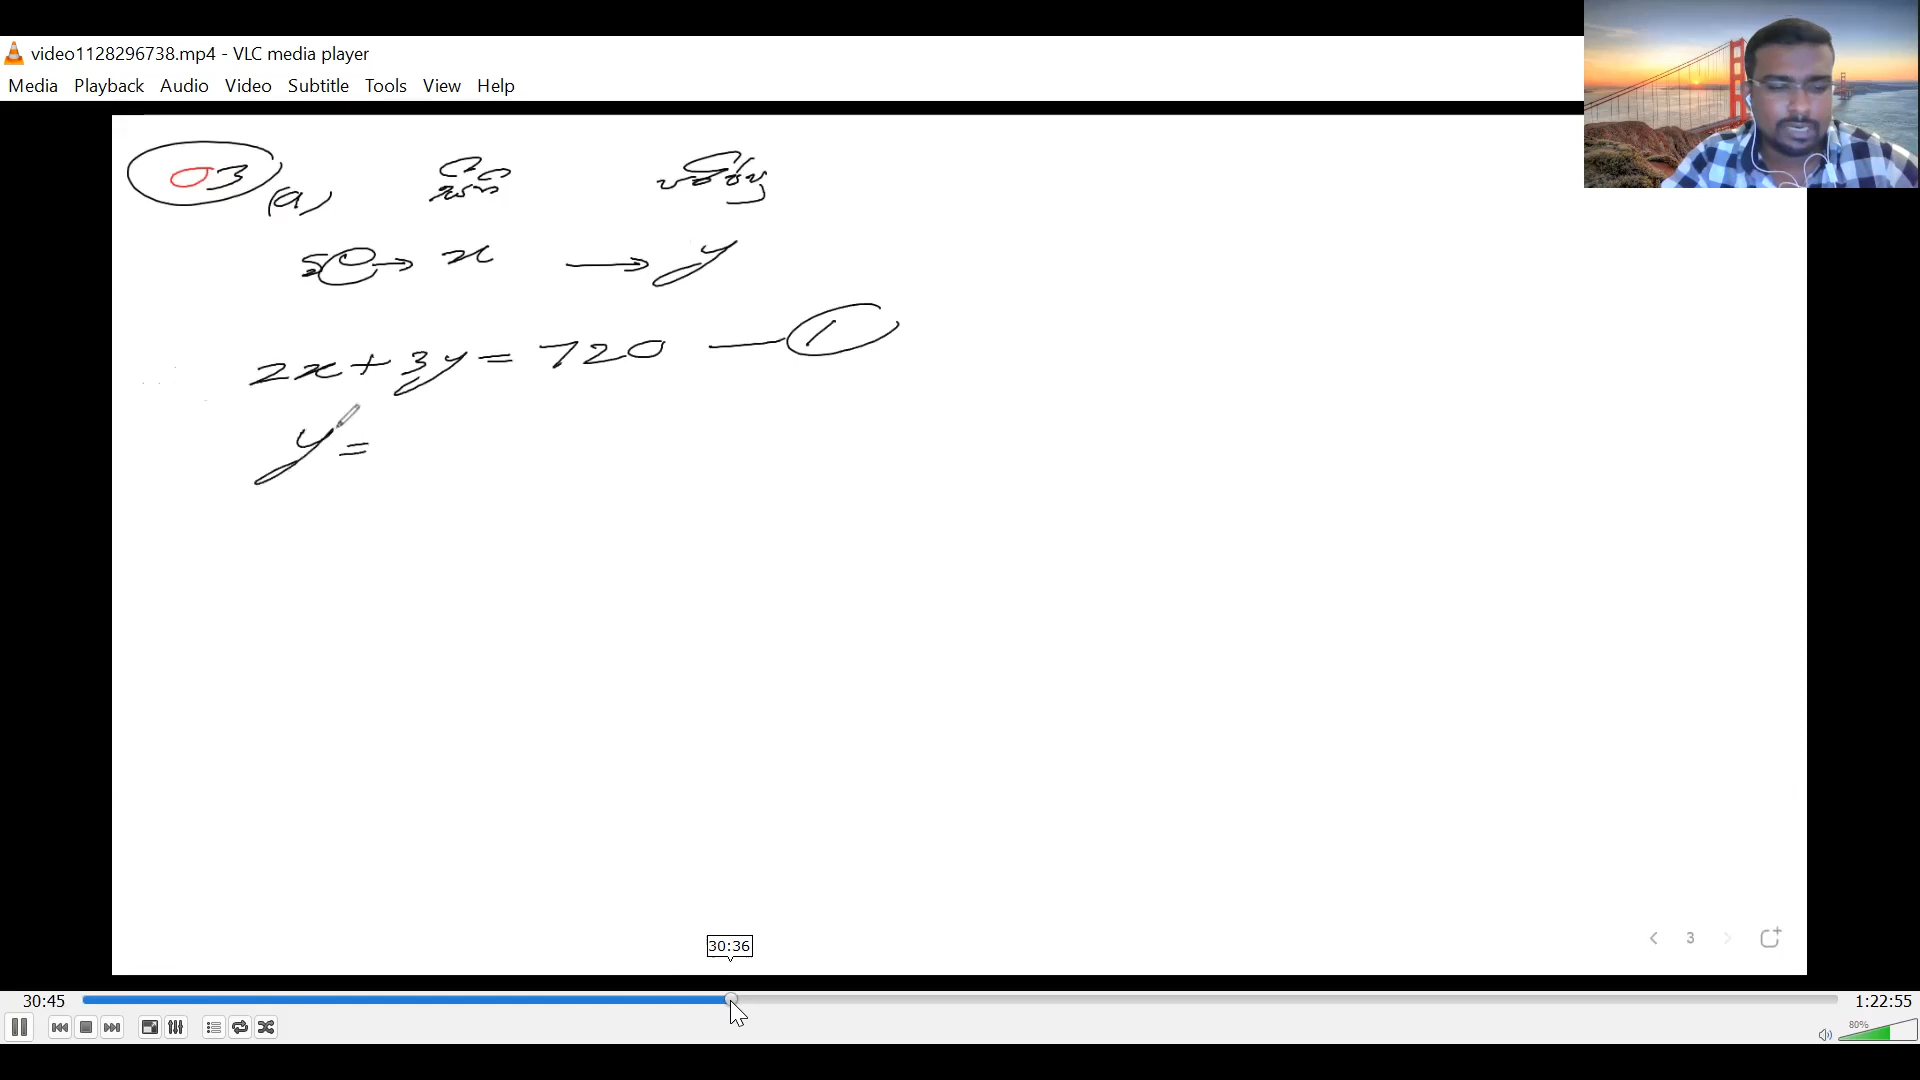 video1128296738.mp4 - VLC media player
Media Playback Audio Video Subtitle Tools View Help
03
(a)
→ x → y
2x + 3y = 720 — 1
y =
3
30:36
30:45
1:22:55
80%